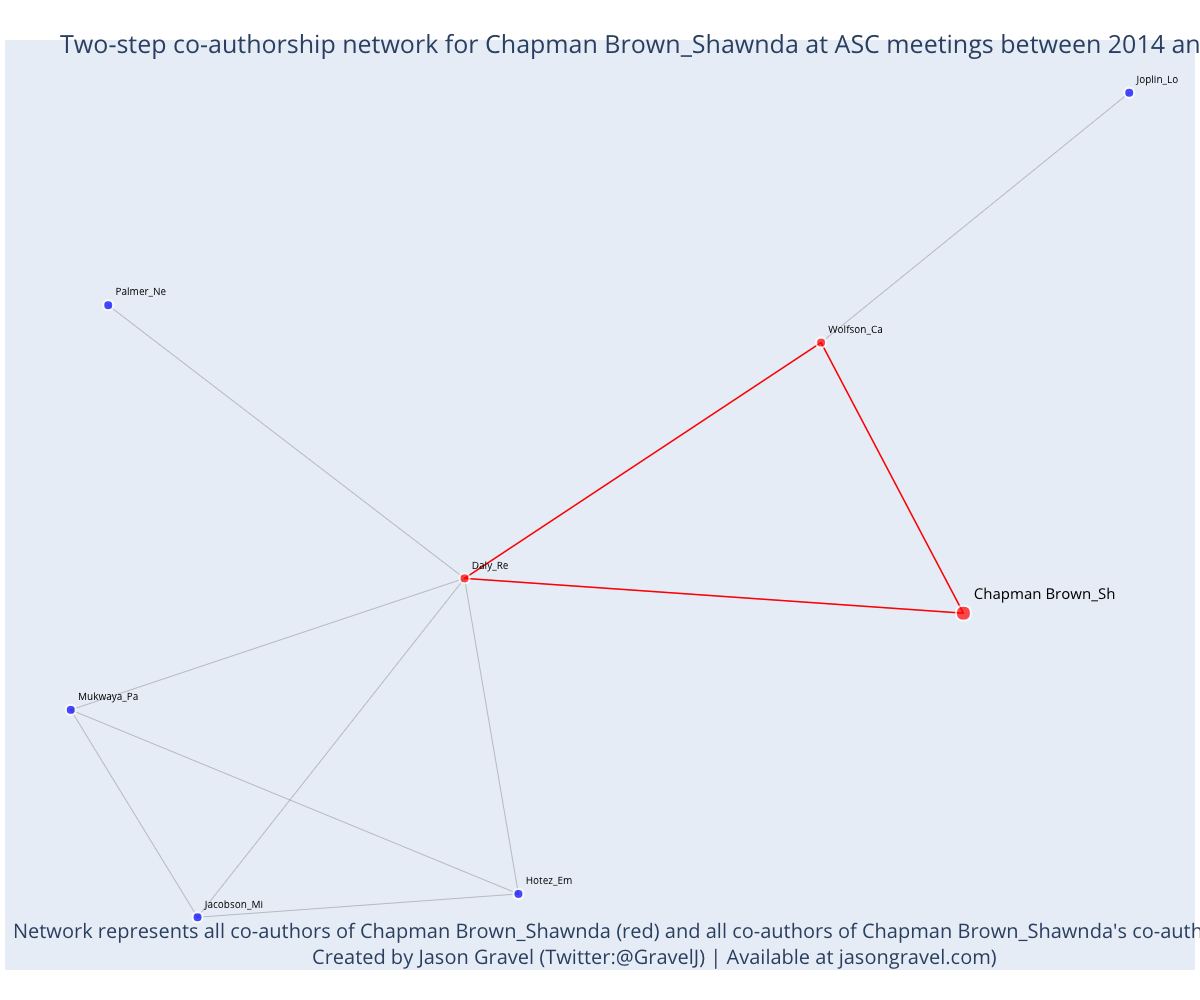 Two-step co-authorship network for Chapman Brown_Shawnda at ASC meetings between 2014 an
Joplin_Lo
Palmer_Ne
Wolfson_Ca
Daly_Re
Chapman Brown_Sh
Mukwaya_Pa
Hotez_Em
Jacobson_Mi
Network represents all co-authors of Chapman Brown_Shawnda (red) and all co-authors of Chapman Brown_Shawnda's co-auth
Created by Jason Gravel (Twitter:@GravelJ) | Available at jasongravel.com)